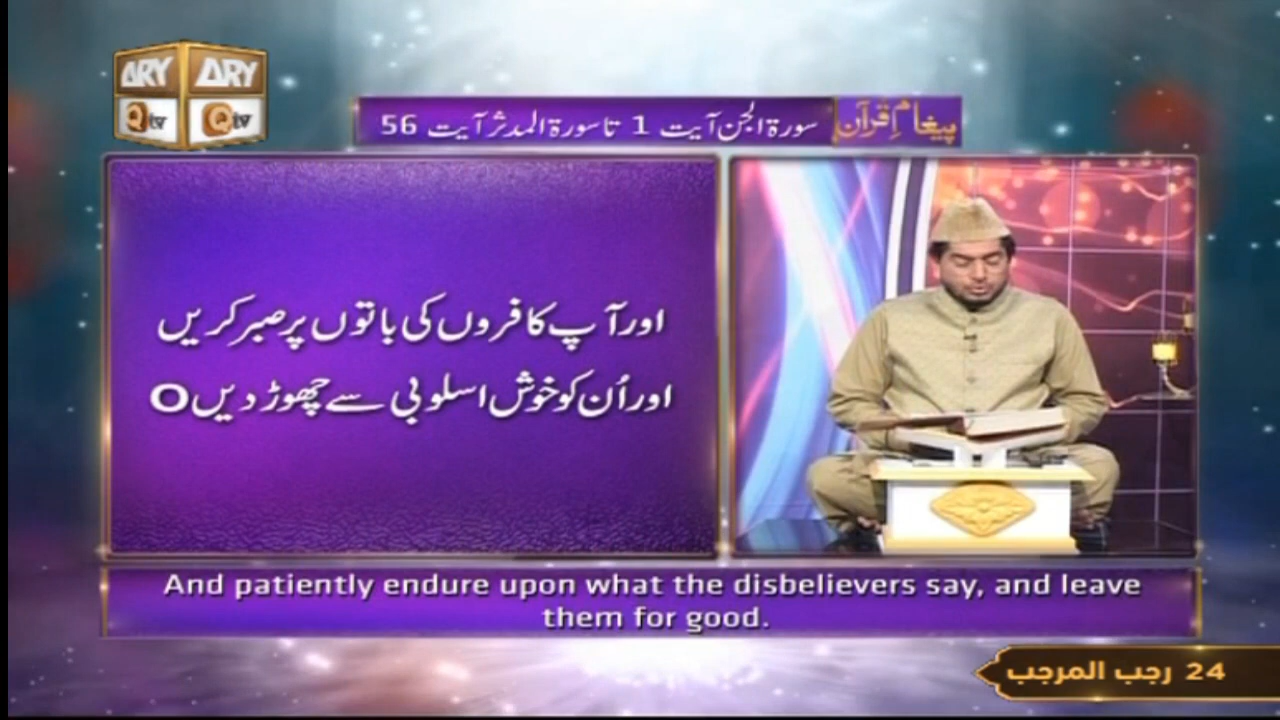 ARY ARY
Qtv Qtv
پیغامِ قرآن
سورۃ الجن آیت 1 تا سورۃ المدثر آیت 56
اور آپ کافروں کی باتوں پر صبر کریں
اور اُن کو خوش اسلوبی سے چھوڑ دیں O
And patiently endure upon what the disbelievers say, and leave
them for good.
24 رجب المرجب